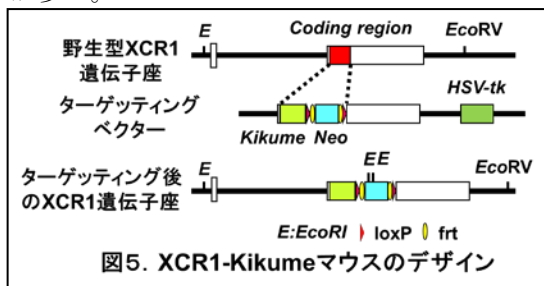 い ノ 。
E Coding region EcoRV
野生型XCR1
遺伝子座
HSV-tk
ターゲッティング
ベクター
Kikume Neo
EE
ターゲッティング後
のXCR1遺伝子座
E EcoRV
E:EcoRI loxP frt
図5. XCR1-Kikumeマウスのデザイン